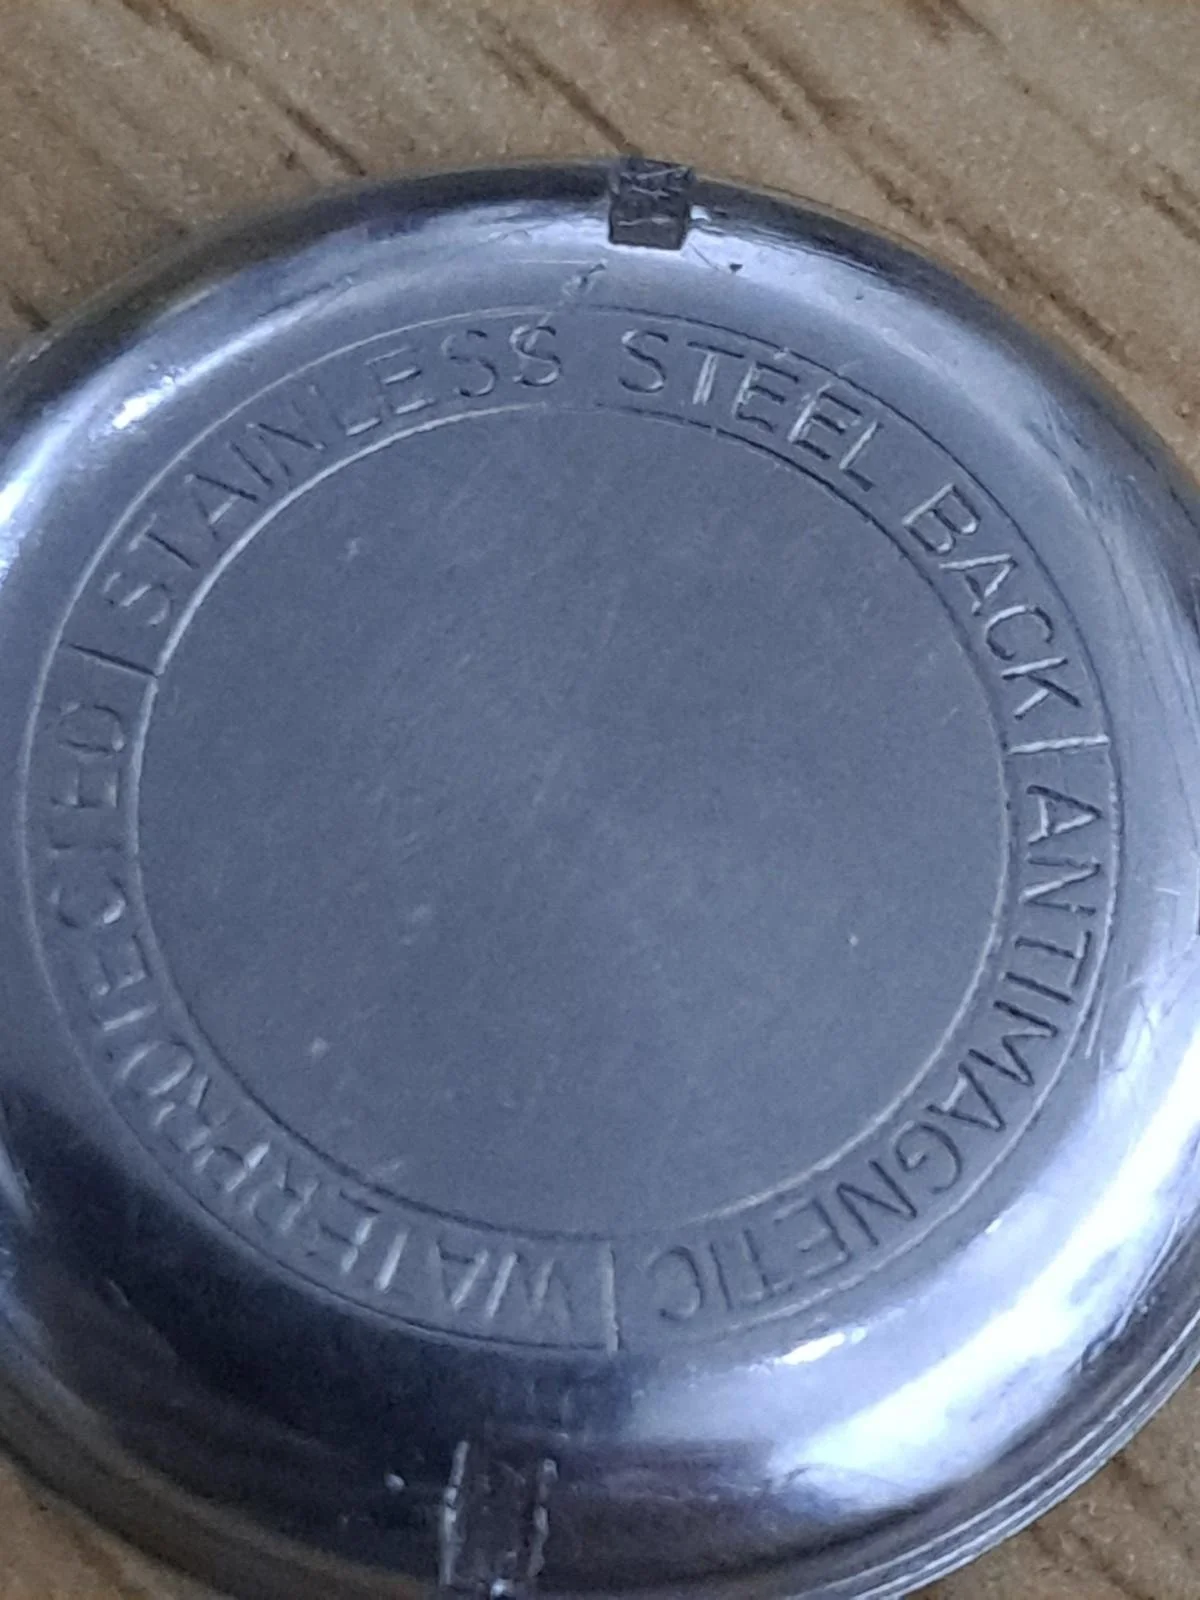 STAINLESS STEEL BACK | ANTIMAGNETIC | WATERPROTECTED |